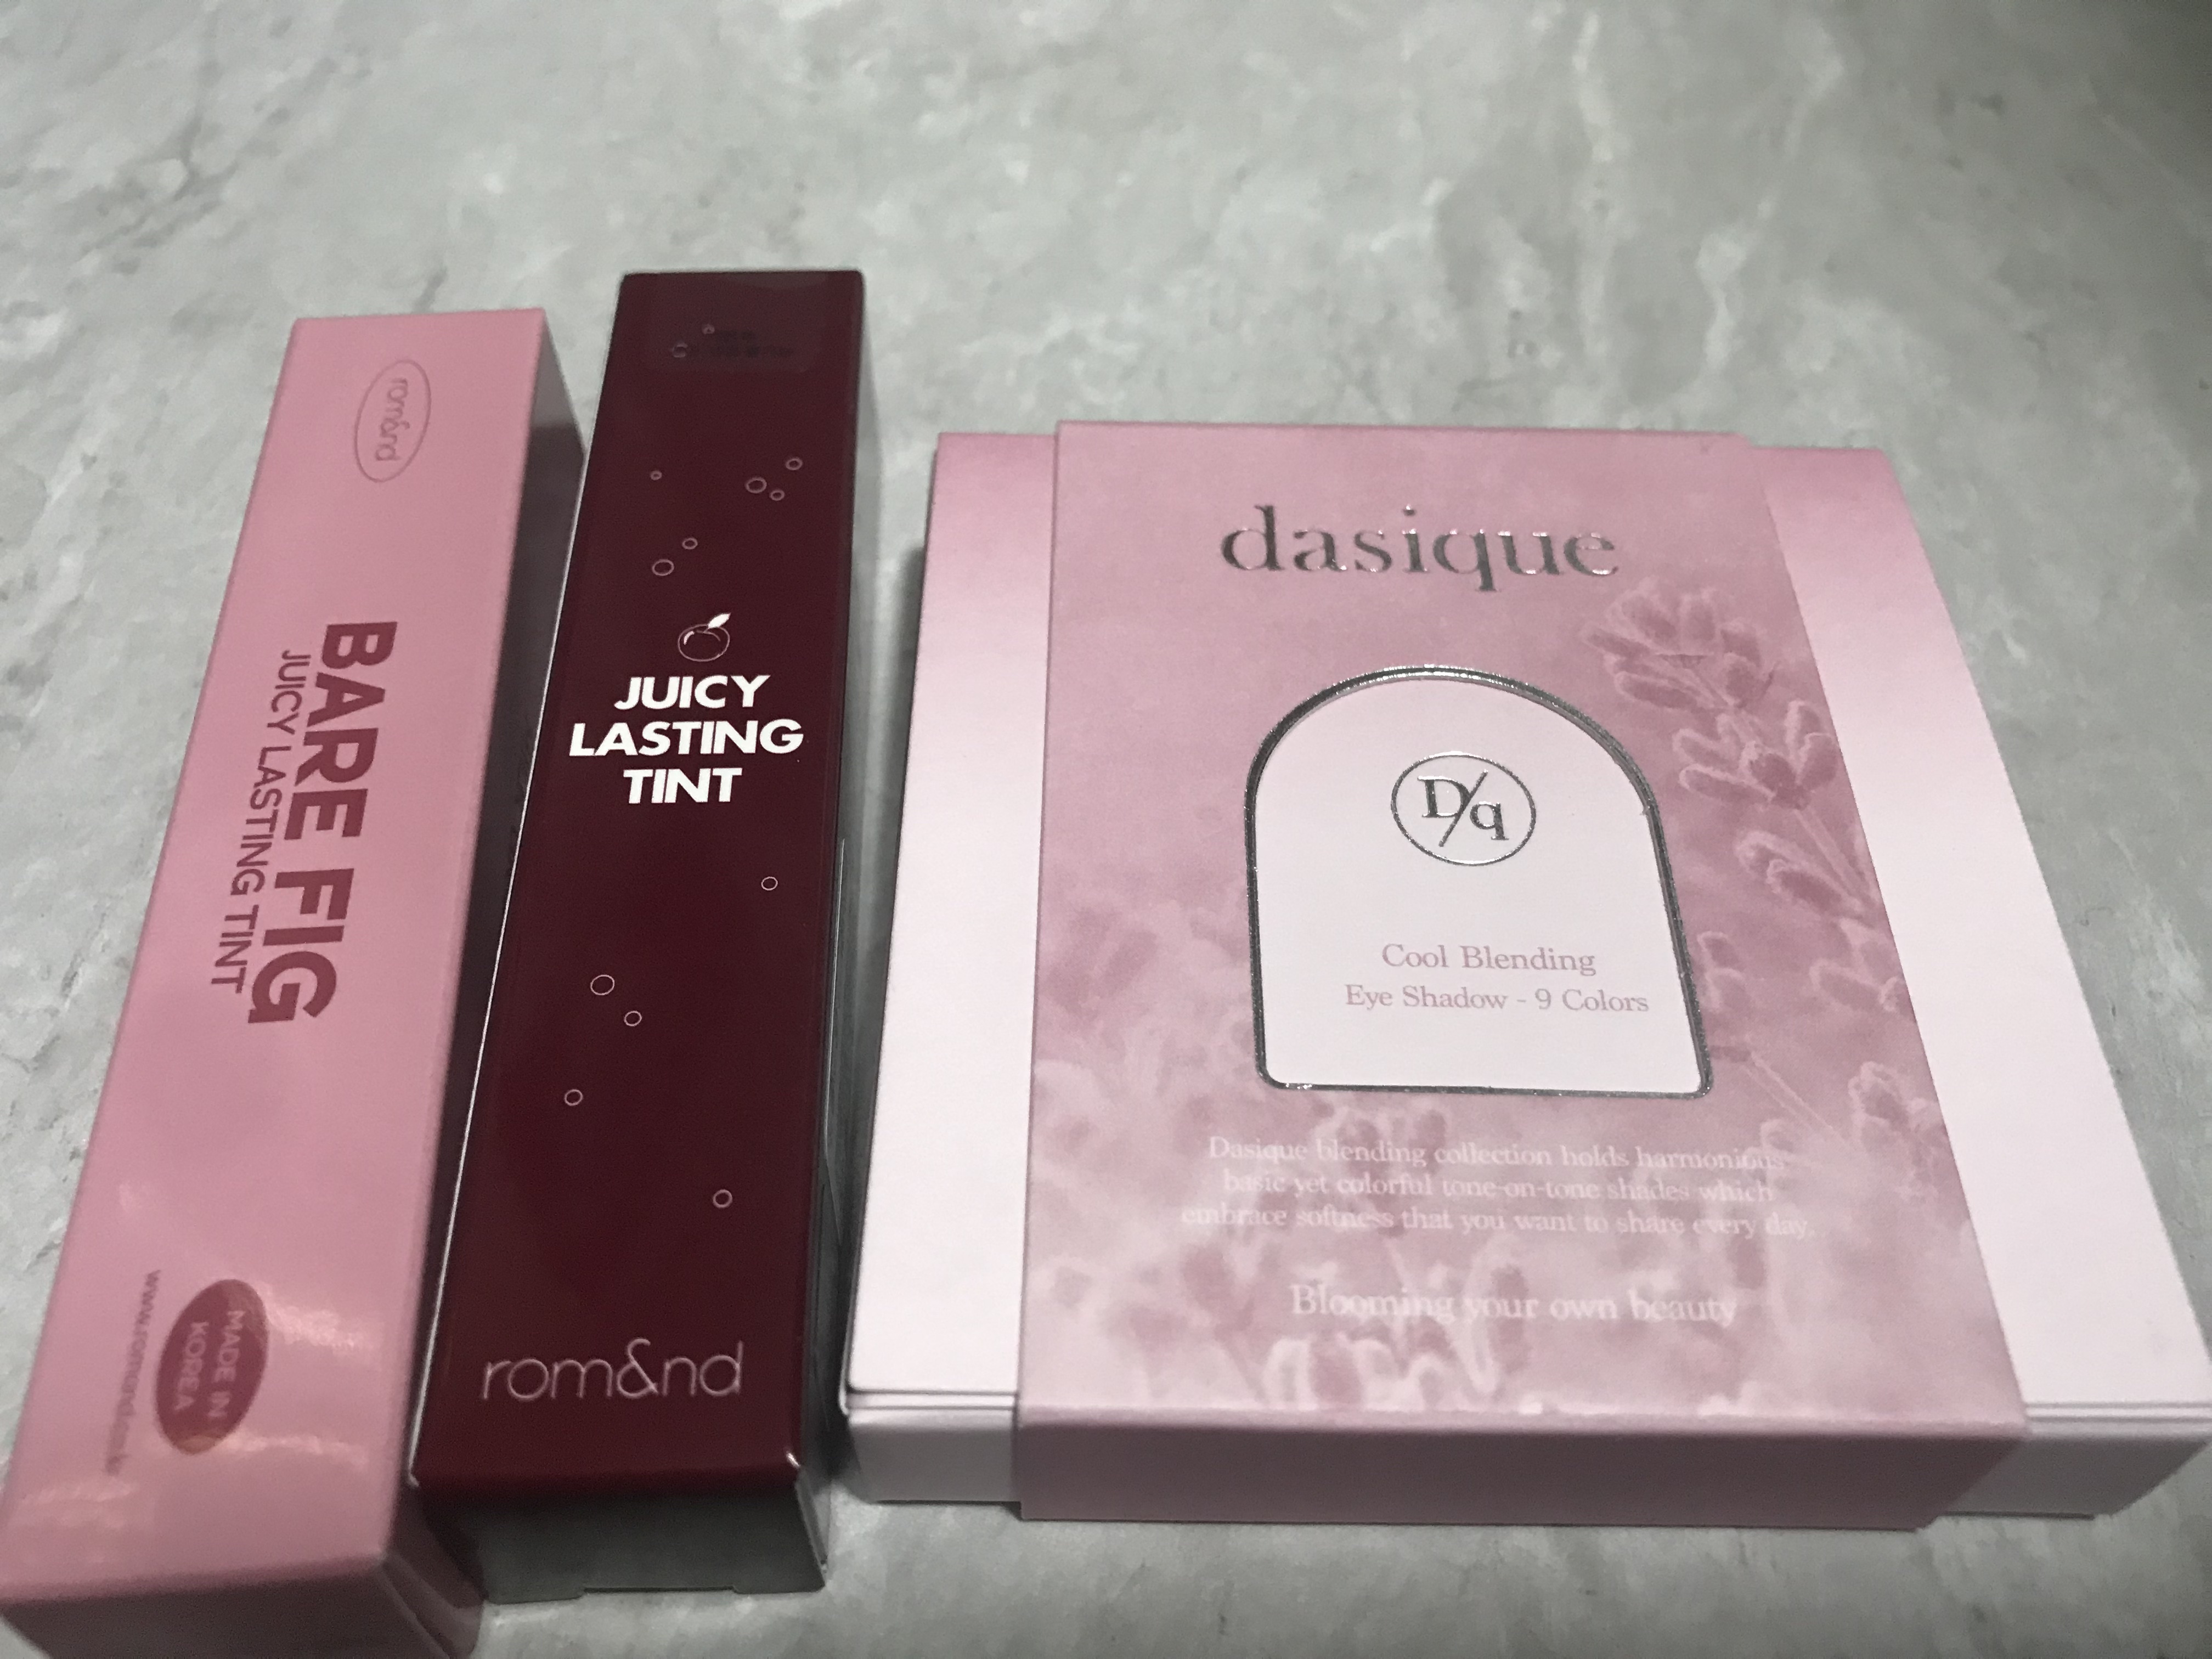 rom&nd
BARE FIG
JUICY LASTING TINT
MADE IN
KOREA
JUICY
LASTING
TINT
rom&nd
dasique
D/q
Cool Blending
Eye Shadow - 9 Colors
Dasique blending collection holds harmonious
basic yet colorful tone-on-tone shades which
embrace softness that you want to share every day.
Blooming your own beauty